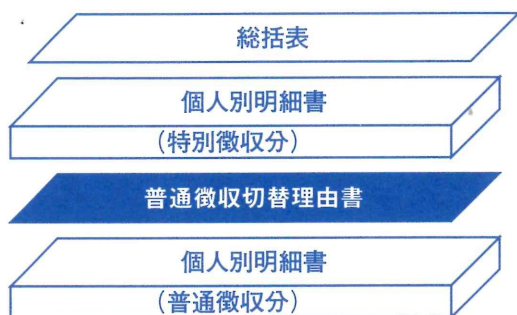 総括表
個人別明細書
(特別徴収分)
普通徴収切替理由書
個人別明細書
(普通徴収分)